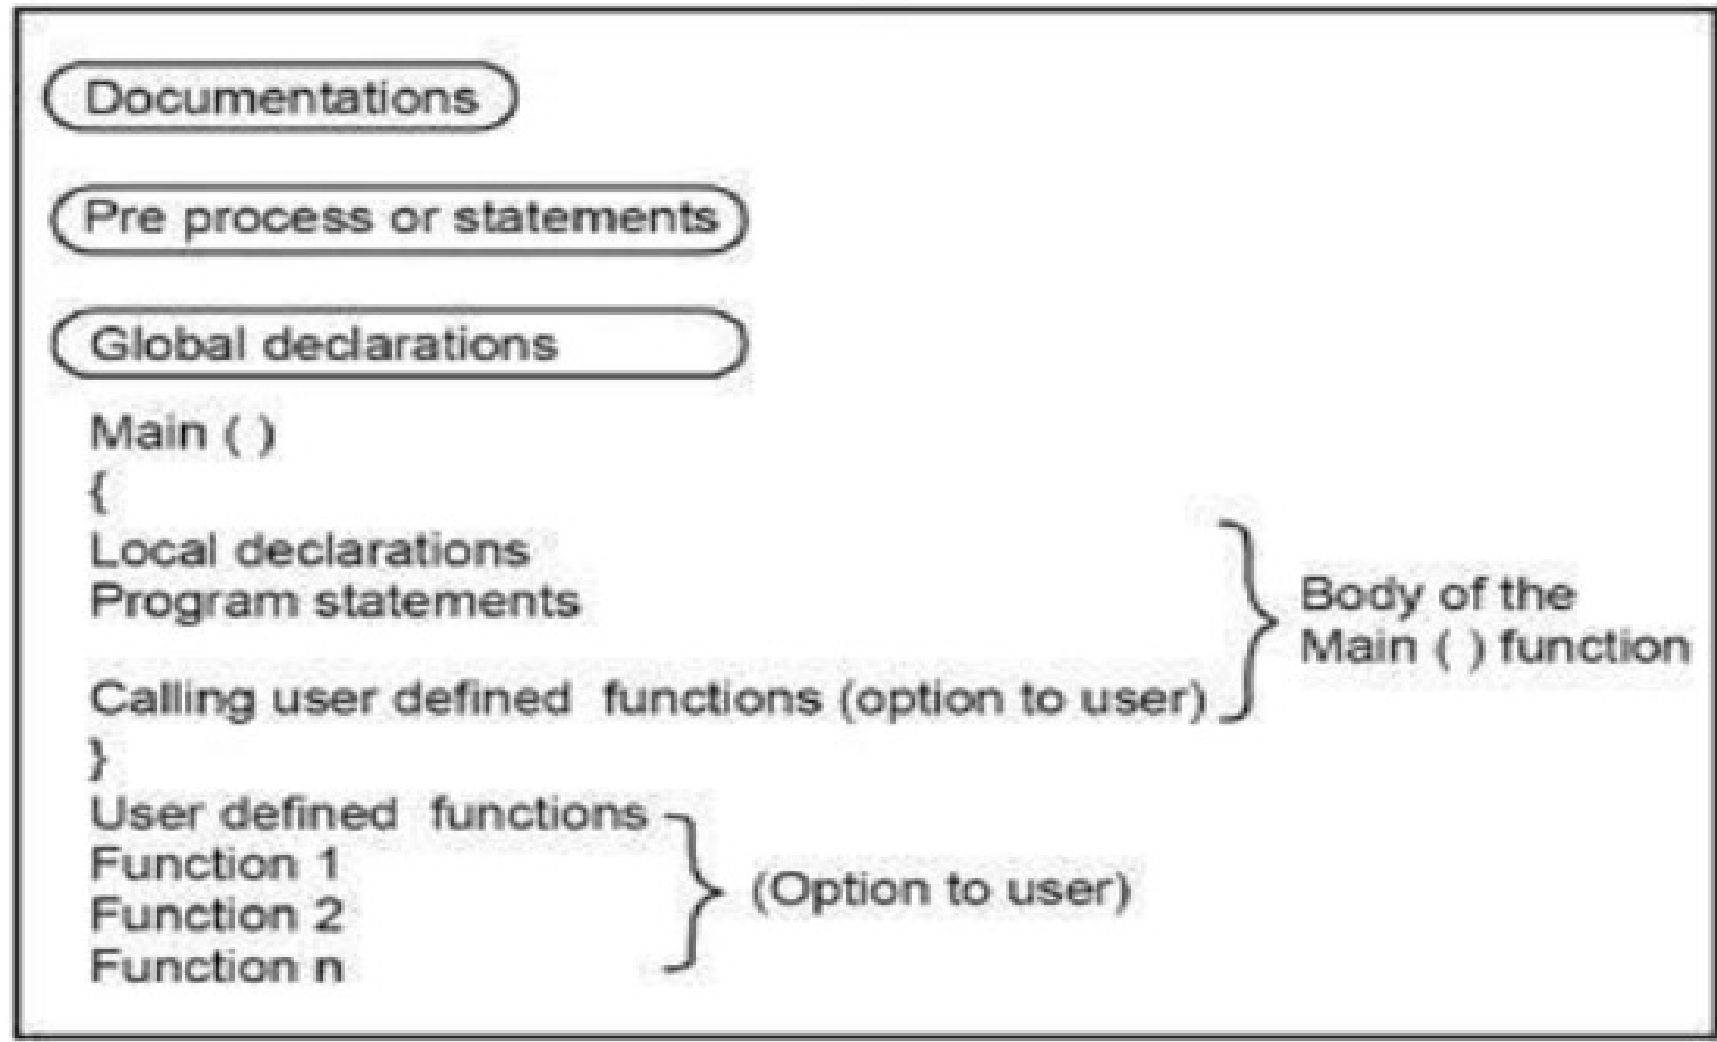 Documentations
Pre process or statements
Global declarations
Main ( )
{
Local declarations
Program statements
Body of the
Main ( ) function
Calling user defined functions (option to user)
}
User defined functions
Function 1
Function 2
Function n
(Option to user)